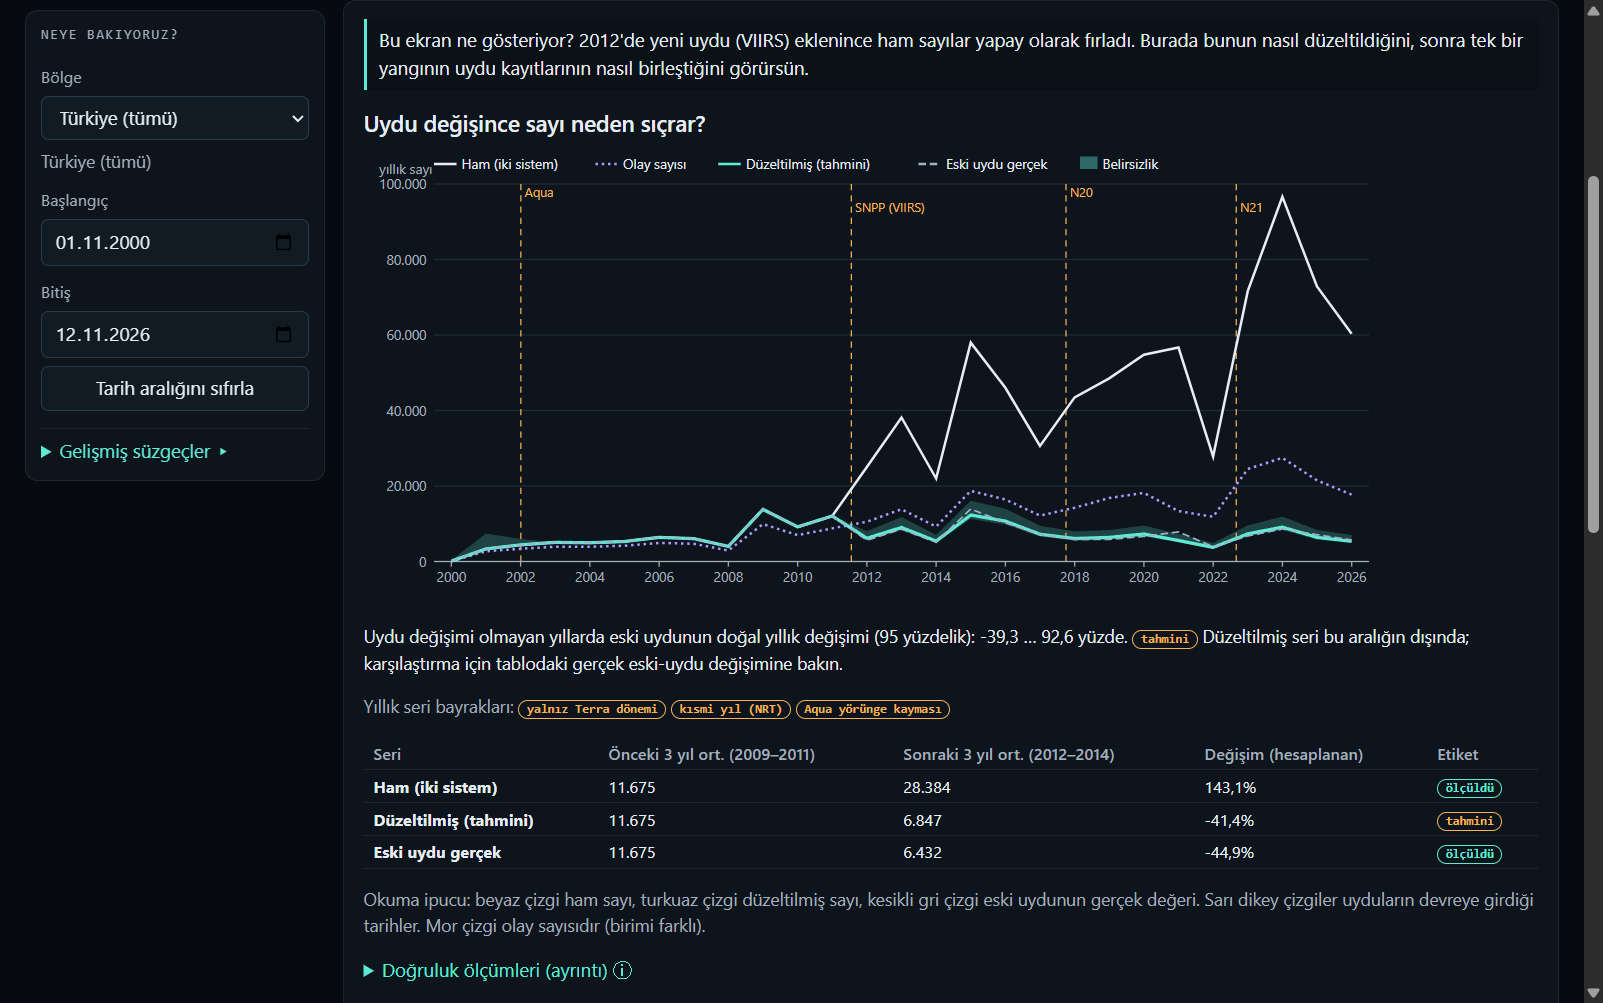 NEYE BAKIYORUZ?
Bölge
Türkiye (tümü)
Türkiye (tümü)
Başlangıç
01.11.2000
Bitiş
12.11.2026
Tarih aralığını sıfırla
Gelişmiş süzgeçler
Bu ekran ne gösteriyor? 2012'de yeni uydu (VIIRS) eklenince ham sayılar yapay olarak fırladı. Burada bunun nasıl düzeltildiğini, sonra tek bir
yangının uydu kayıtlarının nasıl birleştiğini görürsün.
Uydu değişince sayı neden sıçrar?
yıllık sayı
Ham (iki sistem) Olay sayısı Düzeltilmiş (tahmini) Eski uydu gerçek Belirsizlik
100.000
80.000
60.000
40.000
20.000
0
Aqua
SNPP (VIIRS)
N20
N21
2000 2002 2004 2006 2008 2010 2012 2014 2016 2018 2020 2022 2024 2026
Uydu değişimi olmayan yıllarda eski uydunun doğal yıllık değişimi (95 yüzdelik): -39,3 ... 92,6 yüzde. tahmini Düzeltilmiş seri bu aralığın dışında;
karşılaştırma için tablodaki gerçek eski-uydu değişimine bakın.
Yıllık seri bayrakları: yalnız Terra dönemi kısmi yıl (NRT) Aqua yörünge kayması
Seri Önceki 3 yıl ort. (2009–2011) Sonraki 3 yıl ort. (2012–2014) Değişim (hesaplanan) Etiket
Ham (iki sistem) 11.675 28.384 143,1% ölçüldü
Düzeltilmiş (tahmini) 11.675 6.847 -41,4% tahmini
Eski uydu gerçek 11.675 6.432 -44,9% ölçüldü
Okuma ipucu: beyaz çizgi ham sayı, turkuaz çizgi düzeltilmiş sayı, kesikli gri çizgi eski uydunun gerçek değeri. Sarı dikey çizgiler uyduların devreye girdiği
tarihler. Mor çizgi olay sayısıdır (birimi farklı).
Doğruluk ölçümleri (ayrıntı) ⓘ